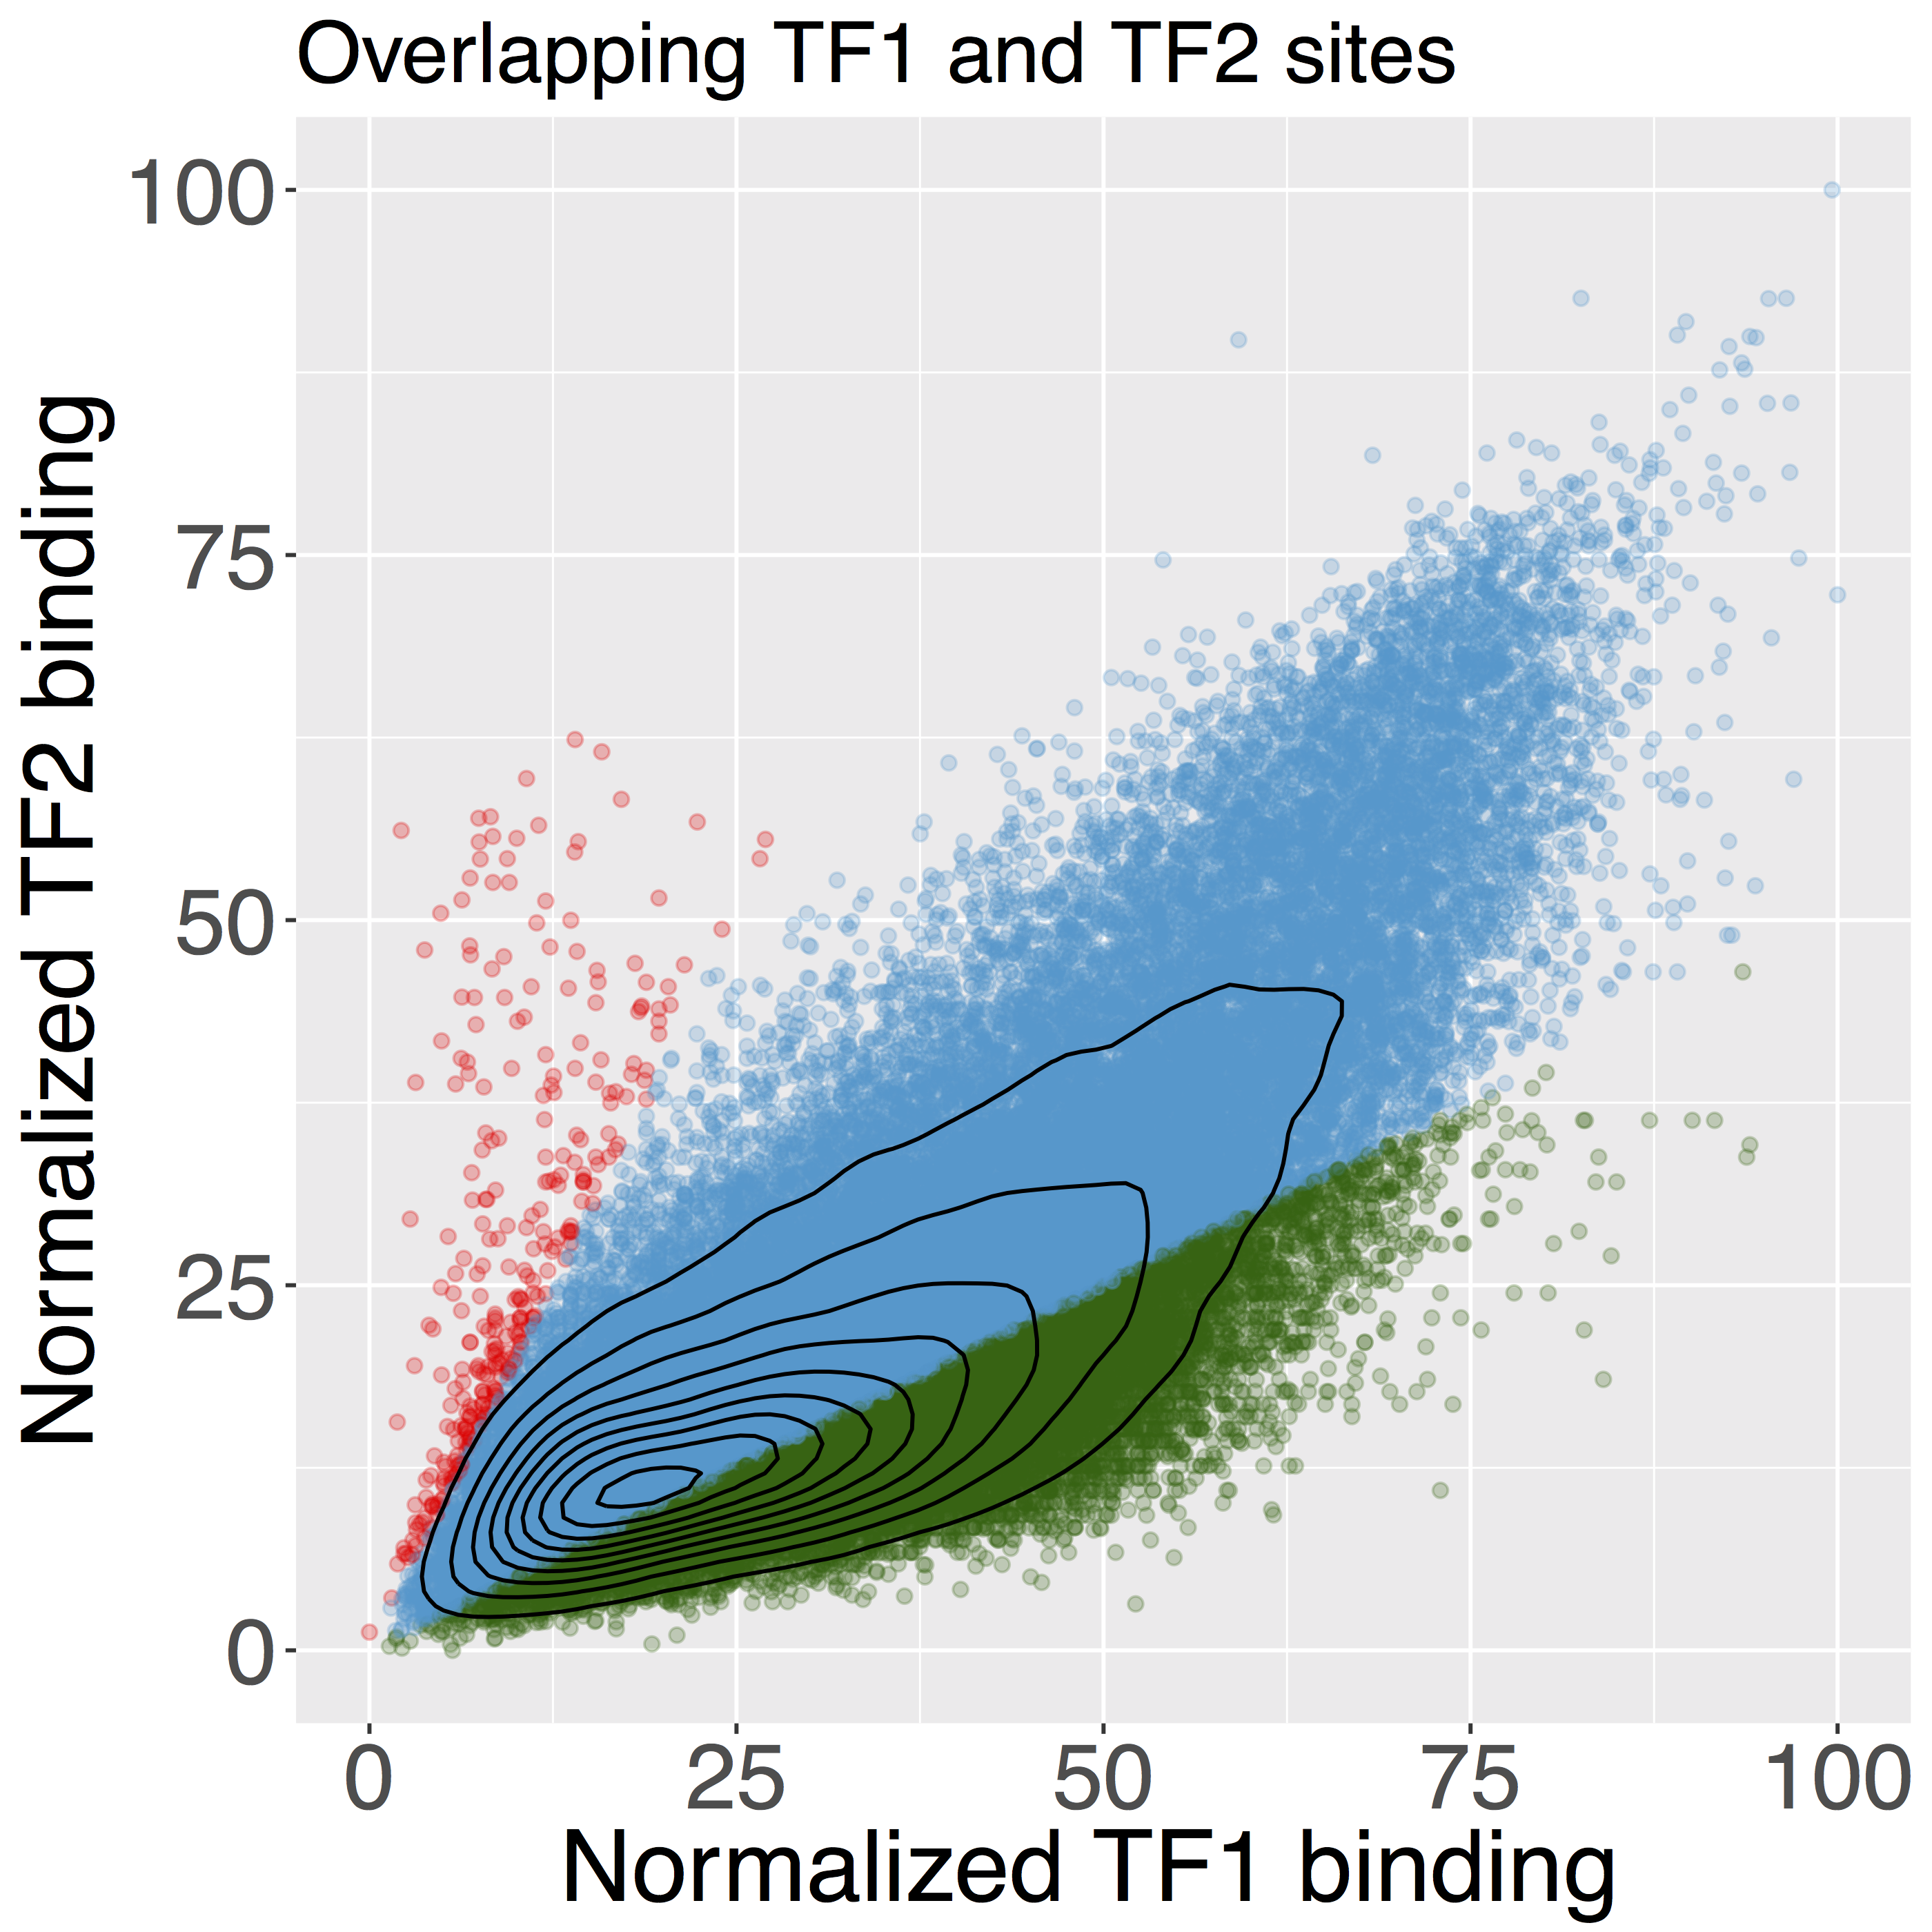 Overlapping TF1 and TF2 sites
Normalized TF2 binding
100
75
50
25
0
0 25 50 75 100
Normalized TF1 binding